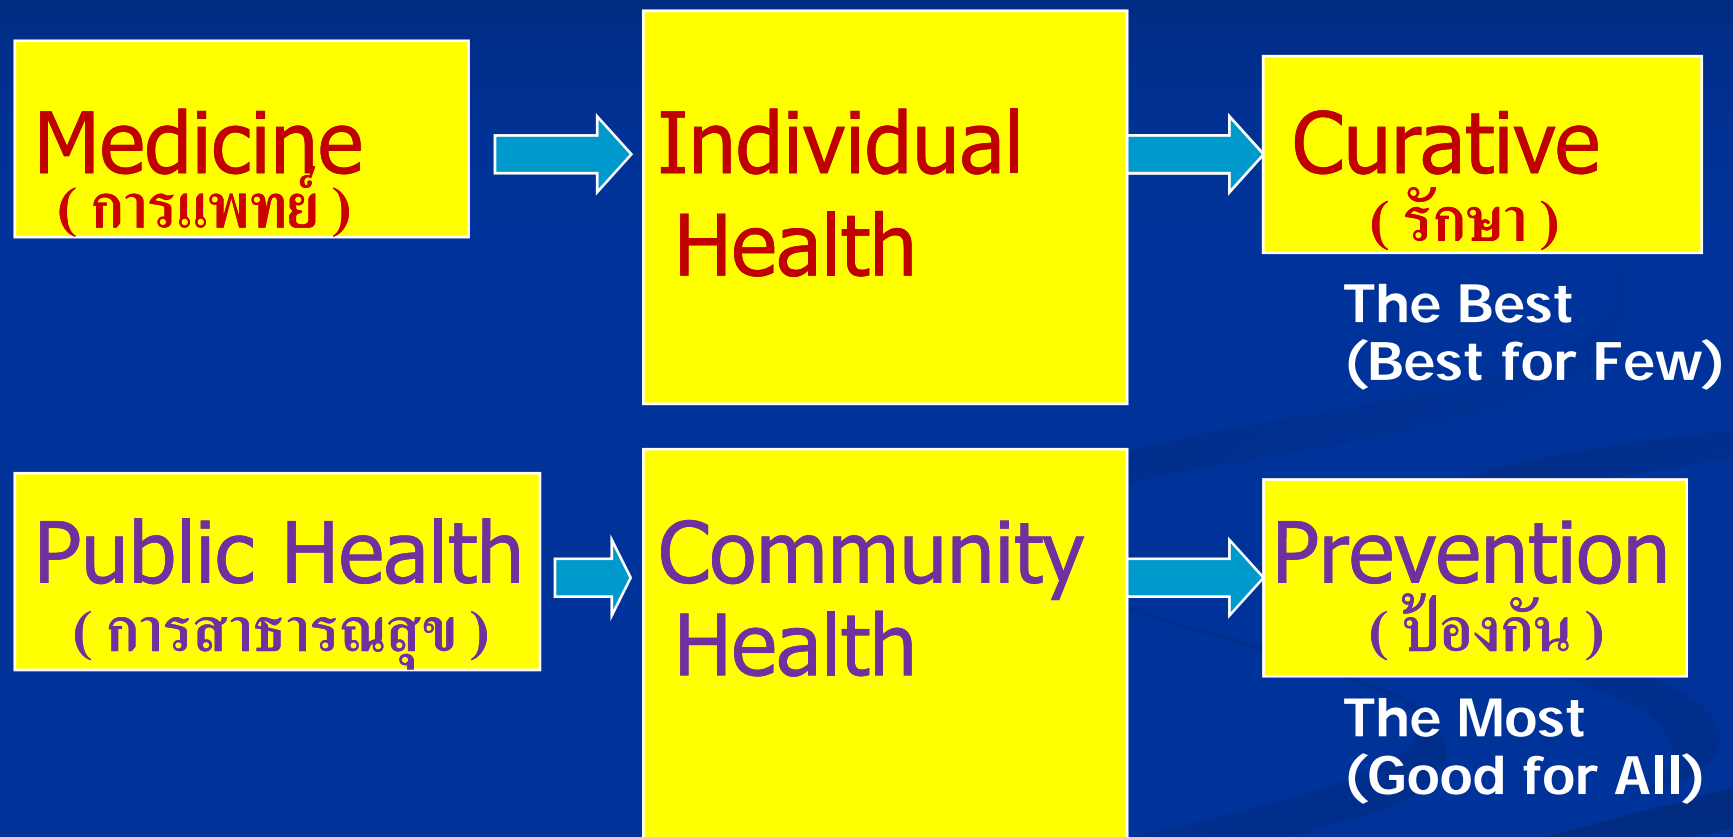 Medicine
( การแพทย์ )
Individual
Health
Curative
( รักษา )
The Best
(Best for Few)
Public Health
( การสาธารณสุข )
Community
Health
Prevention
( ป้องกัน )
The Most
(Good for All)